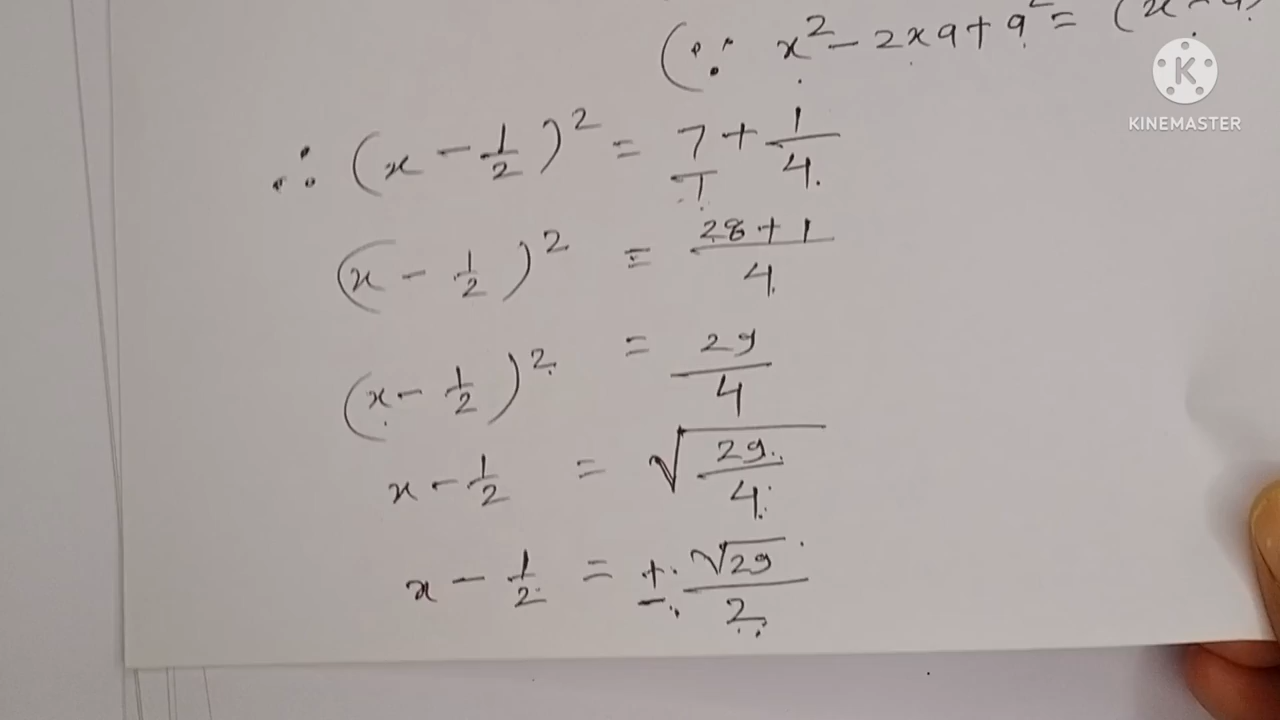 (∵ x² − 2xa + a² = (x − a)
KINEMASTER
∴ (x − 1/2)² = 7/1 + 1/4
(x − 1/2)² = 28 + 1/4
(x − 1/2)² = 29/4
x − 1/2 = √29/4
x − 1/2 = ± √29/2